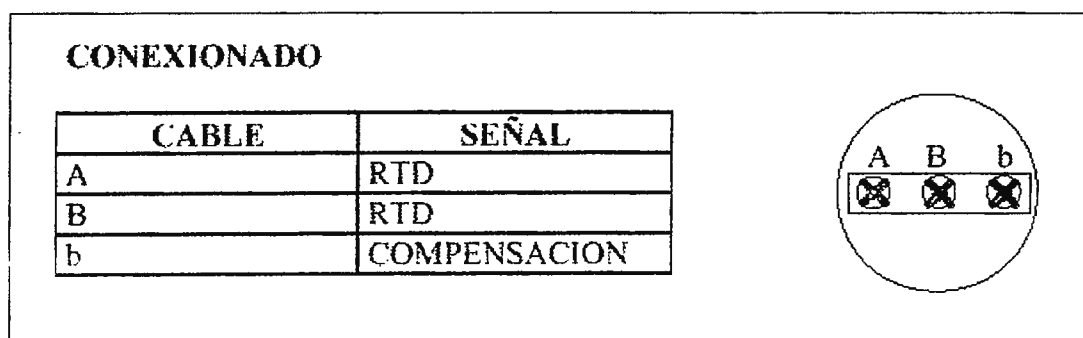 CONEXIONADO
CABLE SEÑAL
A RTD
B RTD
b COMPENSACION
A B b